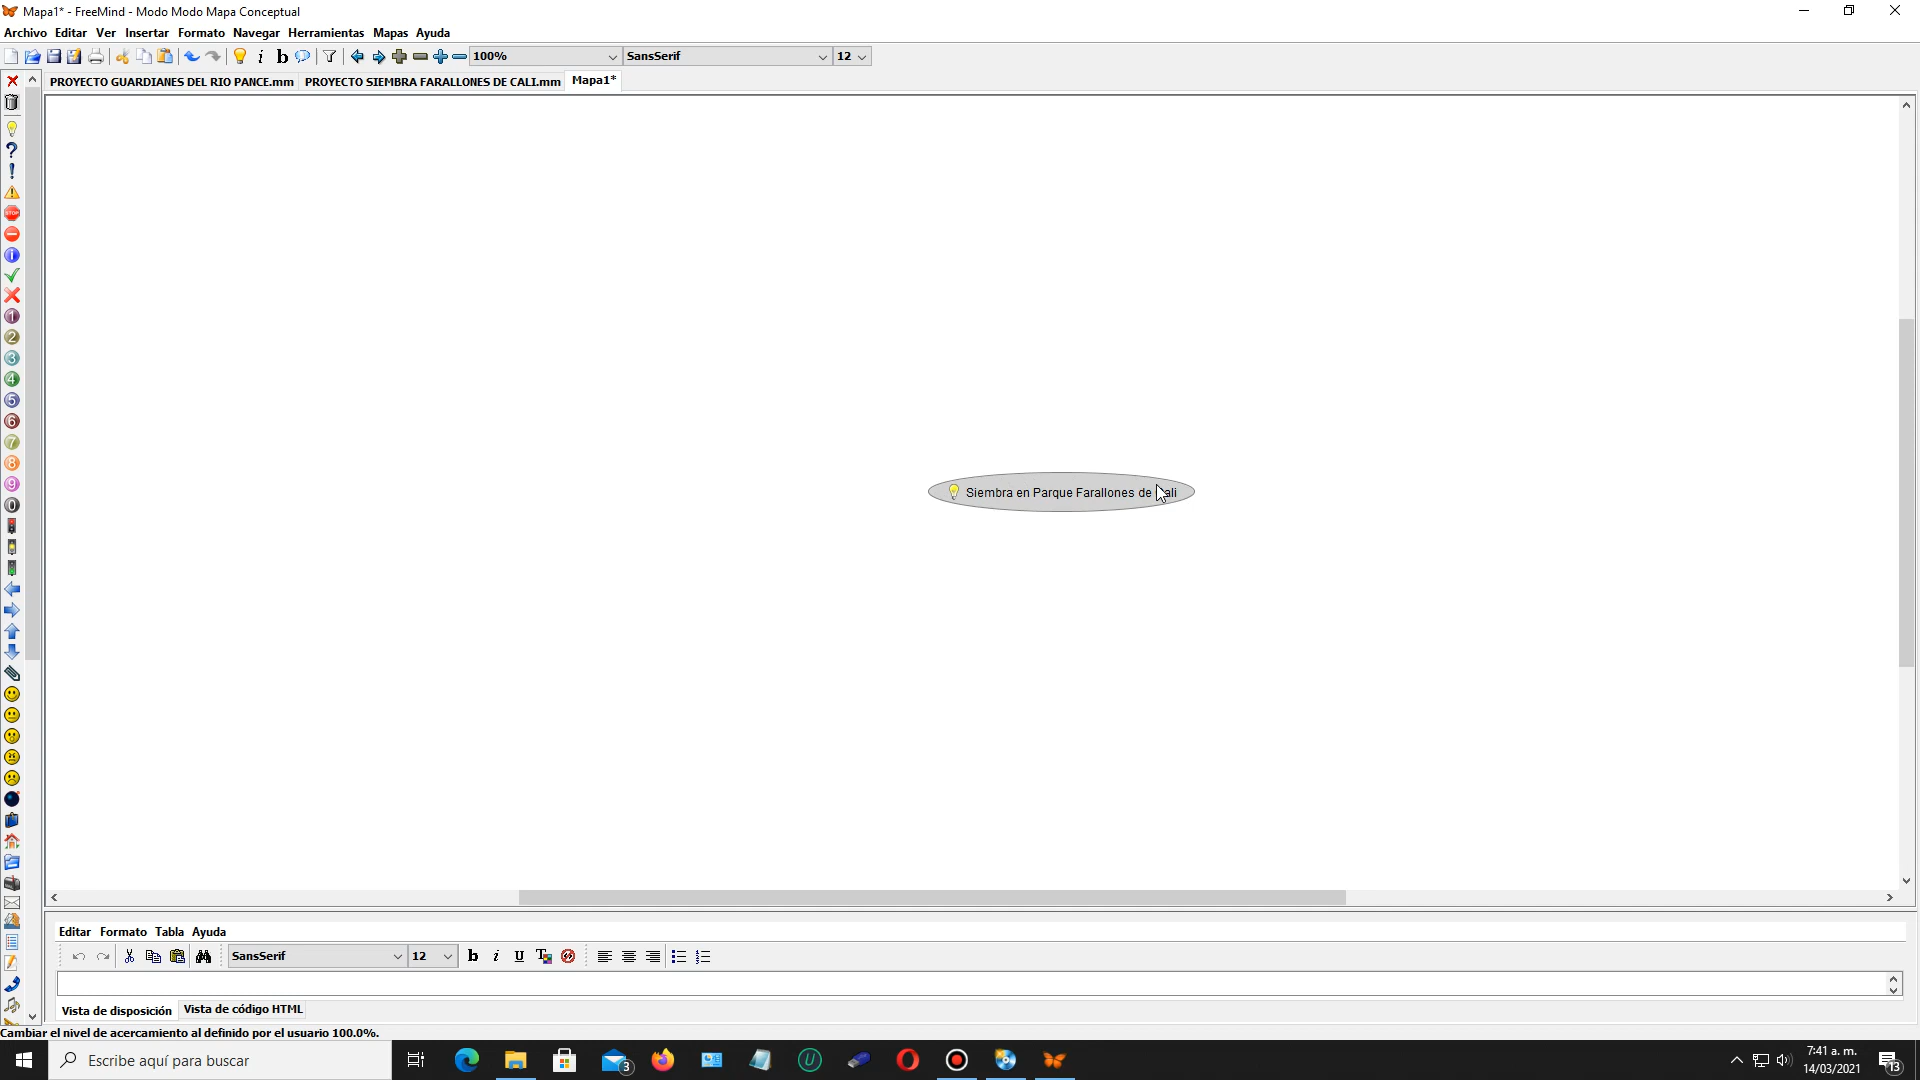 Mapa1* - FreeMind - Modo Modo Mapa Conceptual
Archivo Editar Ver Insertar Formato Navegar Herramientas Mapas Ayuda
100% SansSerif 12
PROYECTO GUARDIANES DEL RIO PANCE.mm PROYECTO SIEMBRA FARALLONES DE CALI.mm Mapa1*
Siembra en Parque Farallones de
Editar Formato Tabla Ayuda
SansSerif 12
Vista de disposición Vista de código HTML
Cambiar el nivel de acercamiento al definido por el usuario 100.0%.
Escribe aquí para buscar
3
7:41 a. m.
14/03/2021
13